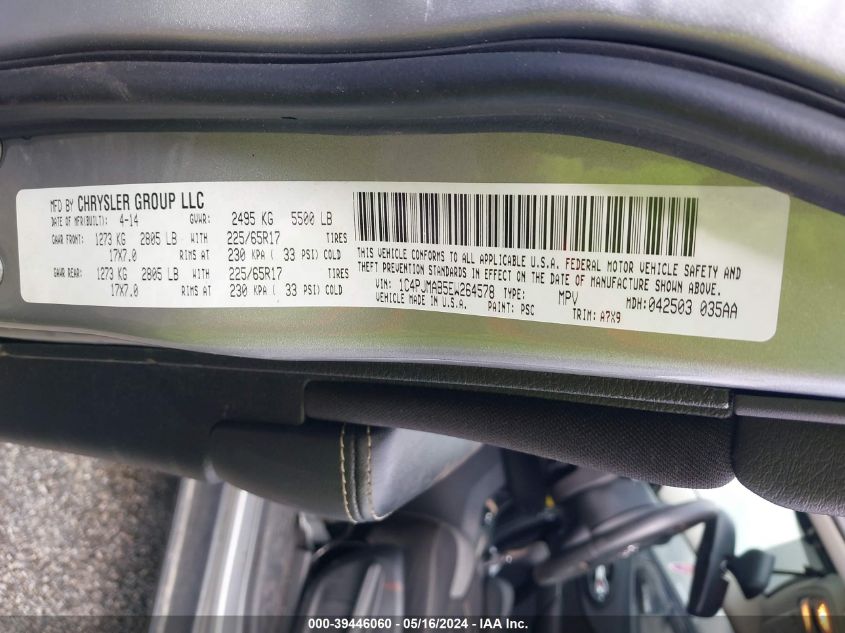 MFD BY CHRYSLER GROUP LLC
DATE OF MFR(BUILT): 4-14 GVWR: 2495 KG 5500 LB
GAWR FRONT: 1273 KG 2805 LB WITH 225/65R17 TIRES
17X7.0 RIMS AT 230 KPA ( 33 PSI) COLD
GAWR REAR: 1273 KG 2805 LB WITH 225/65R17 TIRES
17X7.0 RIMS AT 230 KPA ( 33 PSI) COLD
THIS VEHICLE CONFORMS TO ALL APPLICABLE U.S.A. FEDERAL MOTOR VEHICLE SAFETY AND
THEFT PREVENTION STANDARDS IN EFFECT ON THE DATE OF MANUFACTURE SHOWN ABOVE.
VIN: 1C4PJMAB5EW264578 TYPE: MPV MDH: 042503 035AA
VEHICLE MADE IN U.S.A. PAINT: PSC TRIM: A7X9
000-39446060 - 05/16/2024 - IAA Inc.